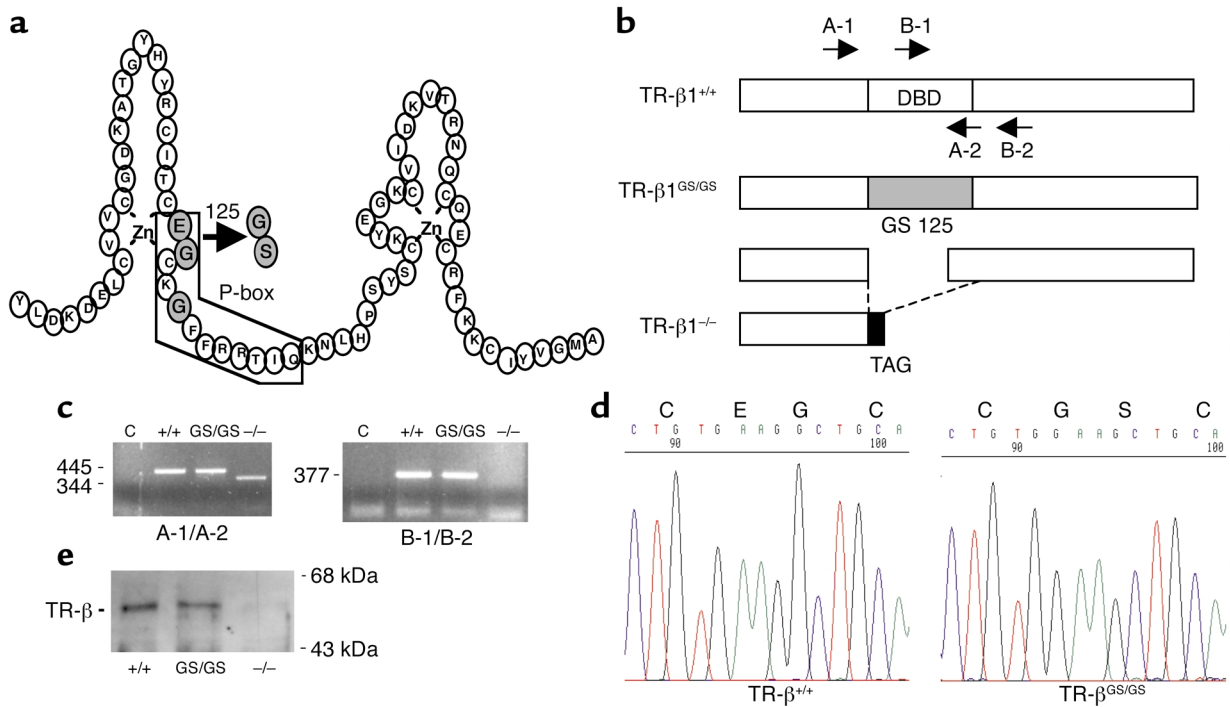 a
Y L D K D E L C V V C G D K A T G Y H Y R C I T C E G C K G F F R R T I Q K N L H P S Y S C K Y E G K C V I D K V T R N Q C Q E C R F K K C I Y V G M A
Zn
Zn
125
G
S
P-box
b
A-1 B-1
TR-β1+/+
DBD
A-2 B-2
TR-β1GS/GS
GS 125
TR-β1−/−
TAG
c
C +/+ GS/GS −/−
445 -
344 -
A-1/A-2
C +/+ GS/GS −/−
377 -
B-1/B-2
d
C E G C
C T G T G A A G G C T G C A
90 100
TR-β+/+
C G S C
C T G T G G A A G C T G C A
90 100
TR-βGS/GS
e
- 68 kDa
TR-β -
- 43 kDa
+/+ GS/GS −/−